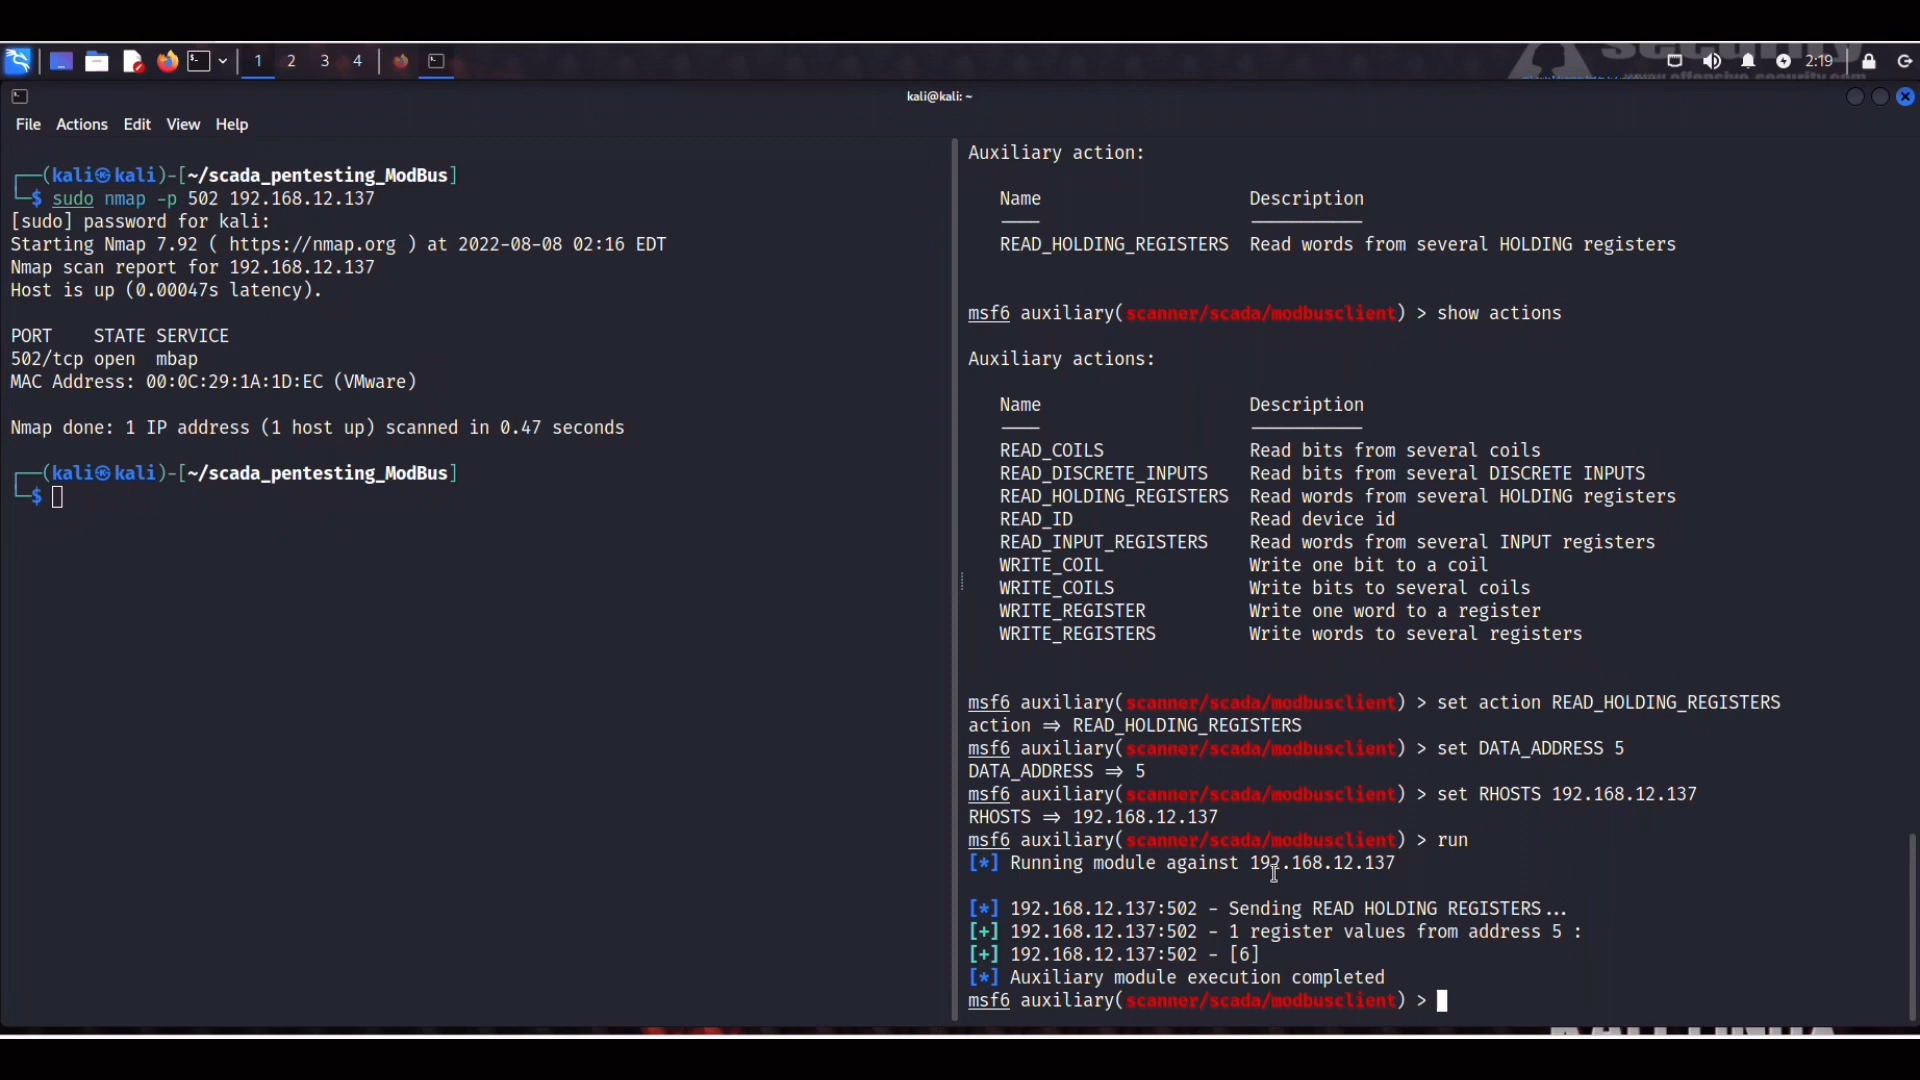 1 2 3 4 2:19
kali@kali: ~
File Actions Edit View Help
┌──(kali㉿kali)-[~/scada_pentesting_ModBus]
└─$ sudo nmap -p 502 192.168.12.137
[sudo] password for kali:
Starting Nmap 7.92 ( https://nmap.org ) at 2022-08-08 02:16 EDT
Nmap scan report for 192.168.12.137
Host is up (0.00047s latency).
PORT STATE SERVICE
502/tcp open mbap
MAC Address: 00:0C:29:1A:1D:EC (VMware)
Nmap done: 1 IP address (1 host up) scanned in 0.47 seconds
┌──(kali㉿kali)-[~/scada_pentesting_ModBus]
└─$
Auxiliary action:
Name Description
READ_HOLDING_REGISTERS Read words from several HOLDING registers
msf6 auxiliary(scanner/scada/modbusclient) > show actions
Auxiliary actions:
Name Description
READ_COILS Read bits from several coils
READ_DISCRETE_INPUTS Read bits from several DISCRETE INPUTS
READ_HOLDING_REGISTERS Read words from several HOLDING registers
READ_ID Read device id
READ_INPUT_REGISTERS Read words from several INPUT registers
WRITE_COIL Write one bit to a coil
WRITE_COILS Write bits to several coils
WRITE_REGISTER Write one word to a register
WRITE_REGISTERS Write words to several registers
msf6 auxiliary(scanner/scada/modbusclient) > set action READ_HOLDING_REGISTERS
action ⇒ READ_HOLDING_REGISTERS
msf6 auxiliary(scanner/scada/modbusclient) > set DATA_ADDRESS 5
DATA_ADDRESS ⇒ 5
msf6 auxiliary(scanner/scada/modbusclient) > set RHOSTS 192.168.12.137
RHOSTS ⇒ 192.168.12.137
msf6 auxiliary(scanner/scada/modbusclient) > run
[*] Running module against 192.168.12.137
[*] 192.168.12.137:502 - Sending READ HOLDING REGISTERS...
[+] 192.168.12.137:502 - 1 register values from address 5 :
[+] 192.168.12.137:502 - [6]
[*] Auxiliary module execution completed
msf6 auxiliary(scanner/scada/modbusclient) >